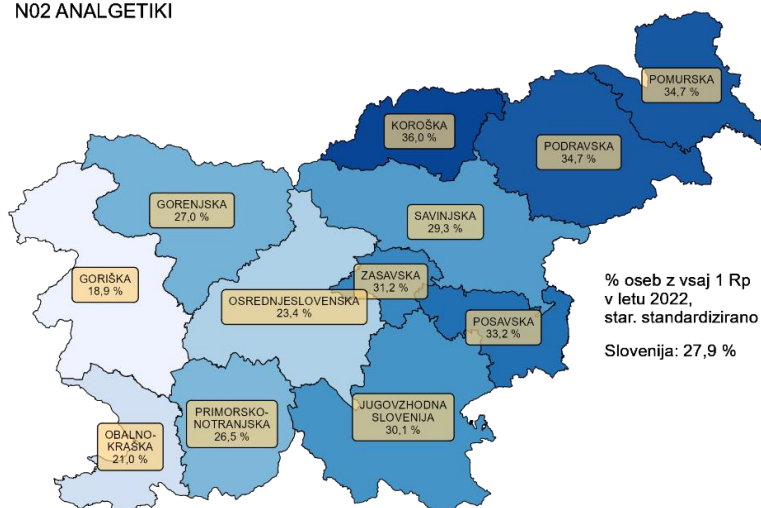 N02 ANALGETIKI
POMURSKA
34,7 %
KOROŠKA
36,0 %
PODRAVSKA
34,7 %
GORENJSKA
27,0 %
SAVINJSKA
29,3 %
GORIŠKA
18,9 %
ZASAVSKA
31,2 %
OSREDNJESLOVENSKA
23,4 %
POSAVSKA
33,2 %
% oseb z vsaj 1 Rp
v letu 2022,
star. standardizirano
Slovenija: 27,9 %
JUGOVZHODNA
SLOVENIJA
30,1 %
PRIMORSKO-
NOTRANJSKA
26,5 %
OBALNO-
KRAŠKA
21,0 %